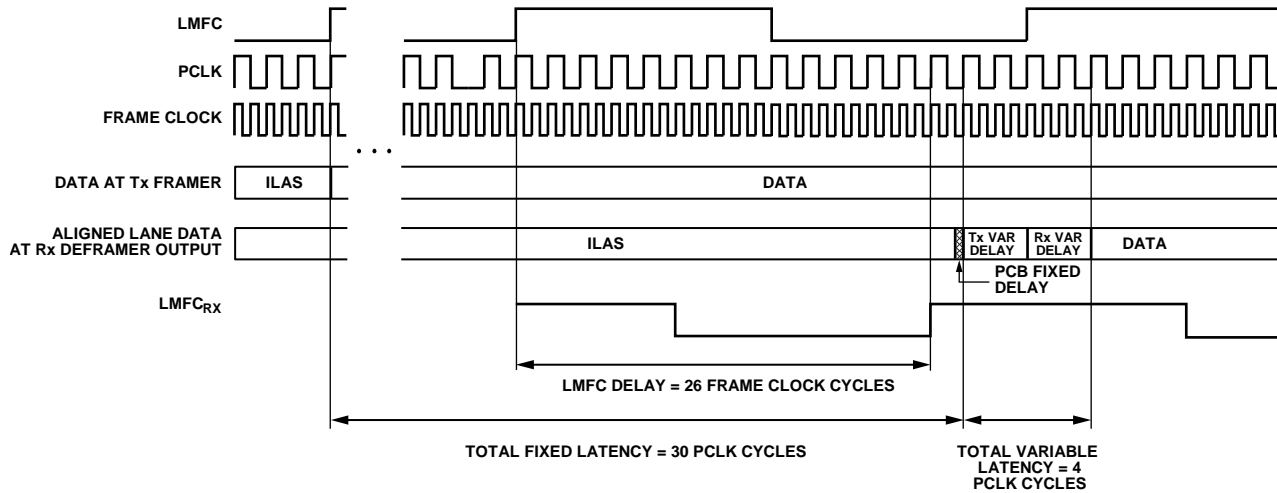 LMFC
PCLK
FRAME CLOCK
. . .
DATA AT Tx FRAMER
ILAS
DATA
ALIGNED LANE DATA
AT Rx DEFRAMER OUTPUT
ILAS
Tx VAR
DELAY
Rx VAR
DELAY
DATA
PCB FIXED
DELAY
LMFCRX
LMFC DELAY = 26 FRAME CLOCK CYCLES
TOTAL FIXED LATENCY = 30 PCLK CYCLES
TOTAL VARIABLE
LATENCY = 4
PCLK CYCLES